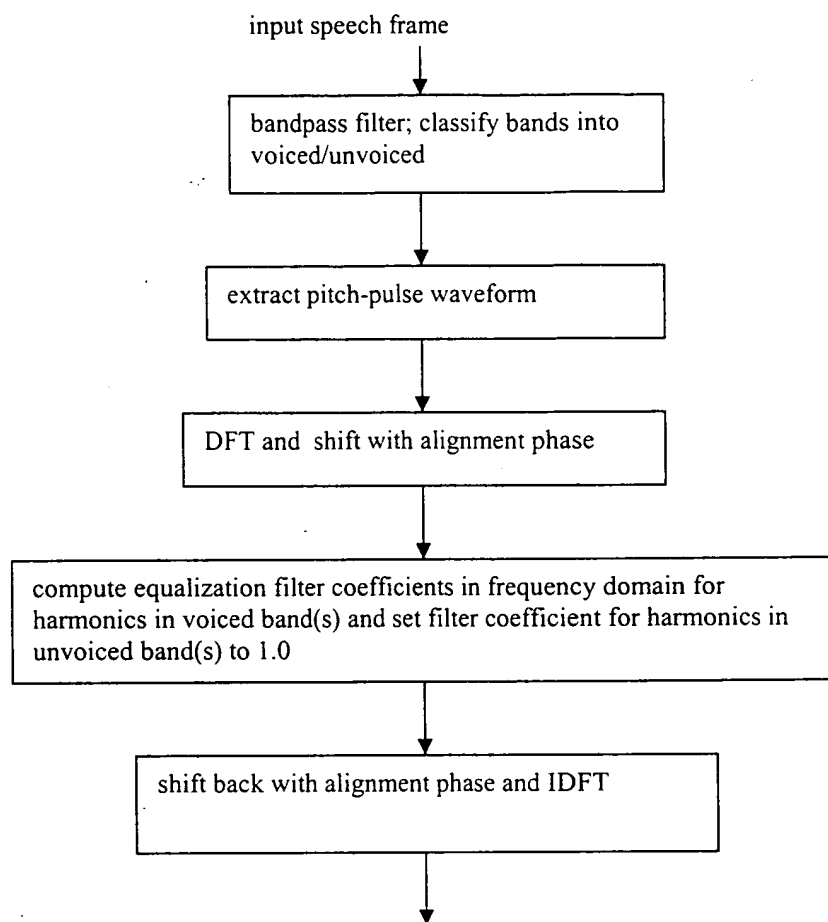 input speech frame
bandpass filter; classify bands into
voiced/unvoiced
extract pitch-pulse waveform
DFT and shift with alignment phase
compute equalization filter coefficients in frequency domain for
harmonics in voiced band(s) and set filter coefficient for harmonics in
unvoiced band(s) to 1.0
shift back with alignment phase and IDFT